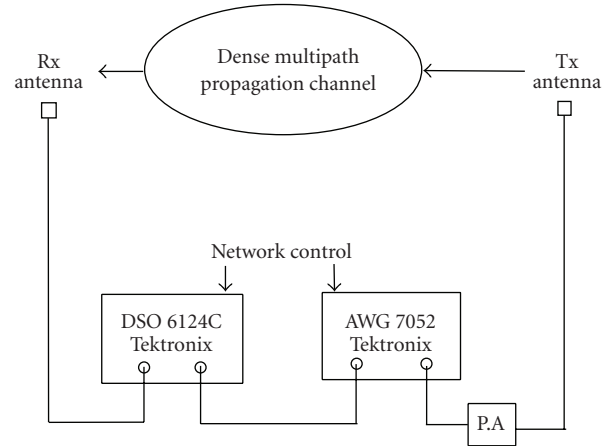 Rx
antenna
Dense multipath
propagation channel
Tx
antenna
Network control
DSO 6124C
Tektronix
AWG 7052
Tektronix
P.A